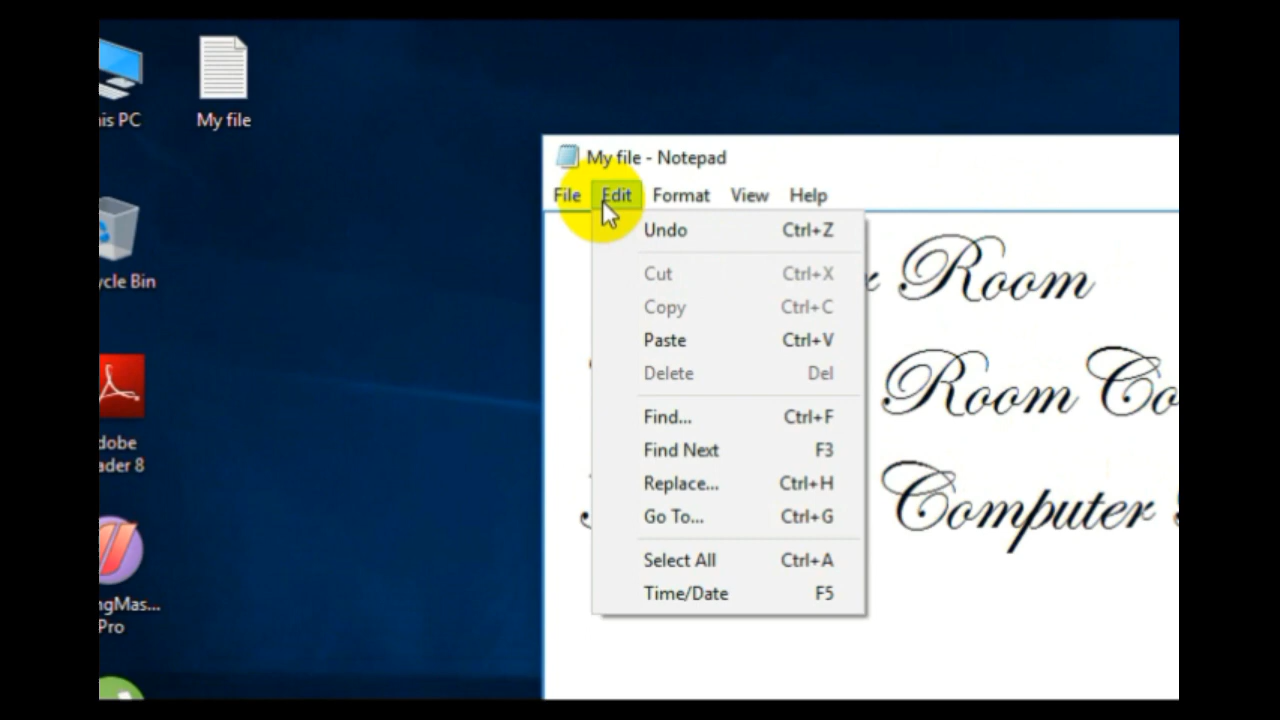 his PC
My file
My file - Notepad
File Edit Format View Help
Undo Ctrl+Z
Cut Ctrl+X
Copy Ctrl+C
Paste Ctrl+V
Delete Del
Find... Ctrl+F
Find Next F3
Replace... Ctrl+H
Go To... Ctrl+G
Select All Ctrl+A
Time/Date F5
Room
Room Co
Computer
ycle Bin
dobe
ader 8
ngMas...
Pro